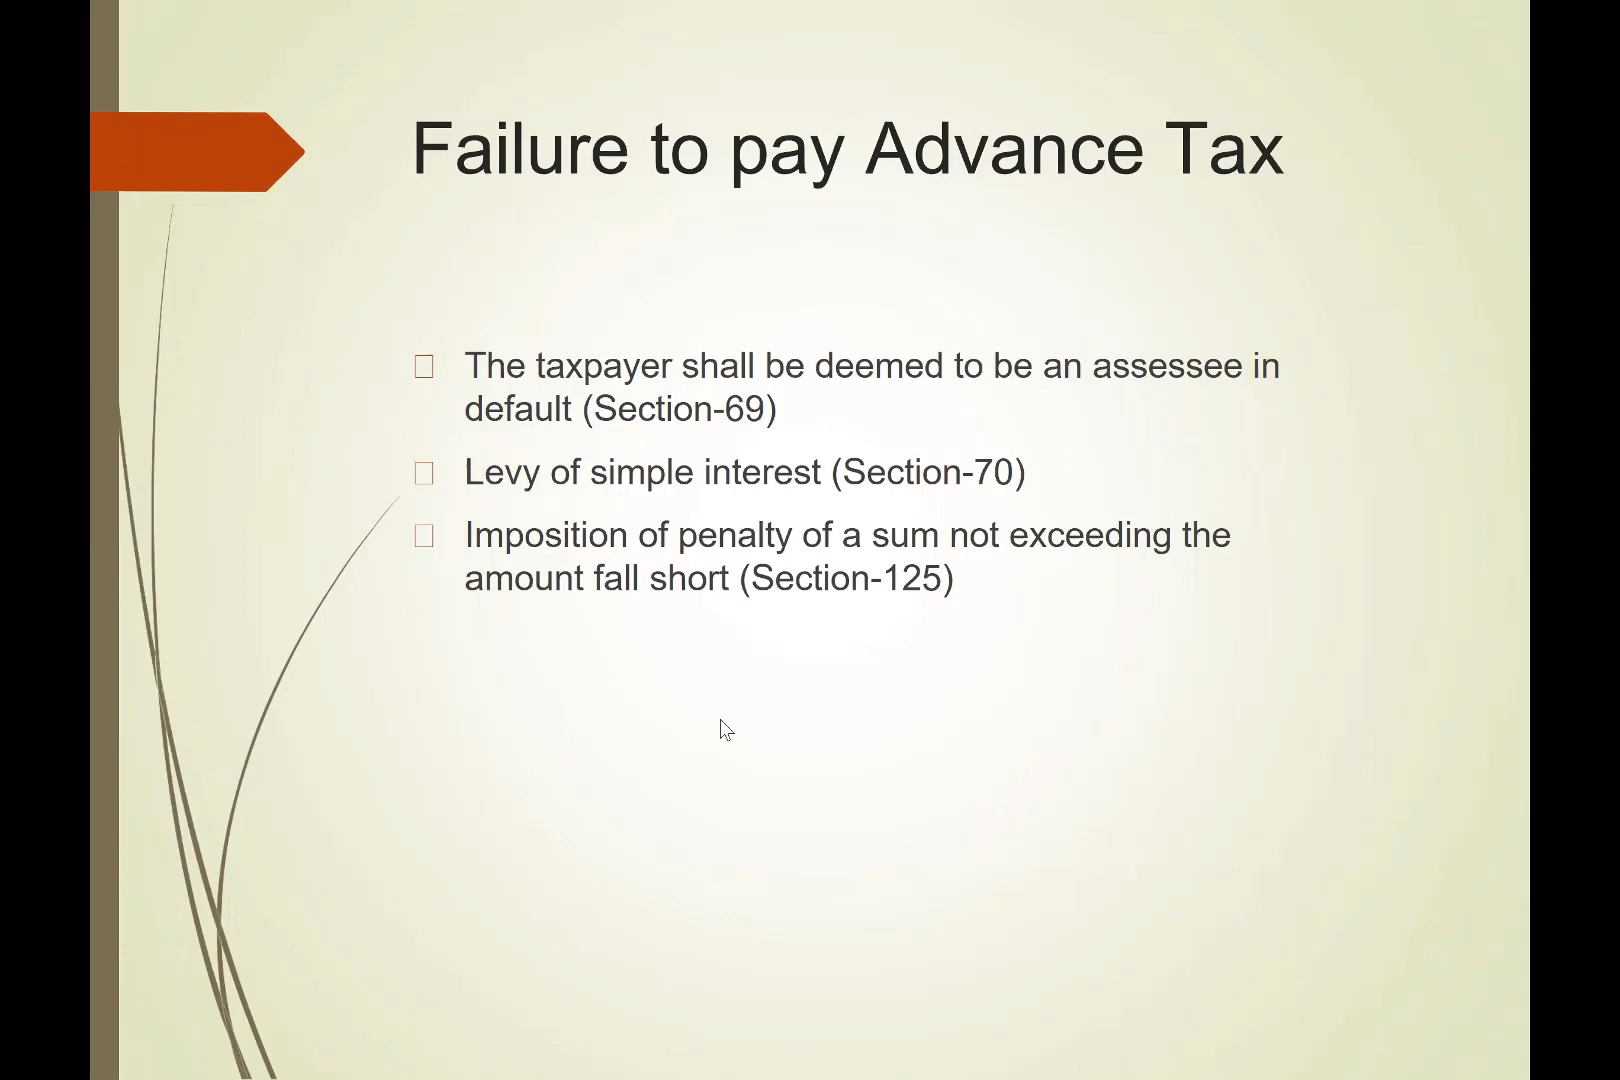 Failure to pay Advance Tax
The taxpayer shall be deemed to be an assessee in
default (Section-69)
Levy of simple interest (Section-70)
Imposition of penalty of a sum not exceeding the
amount fall short (Section-125)